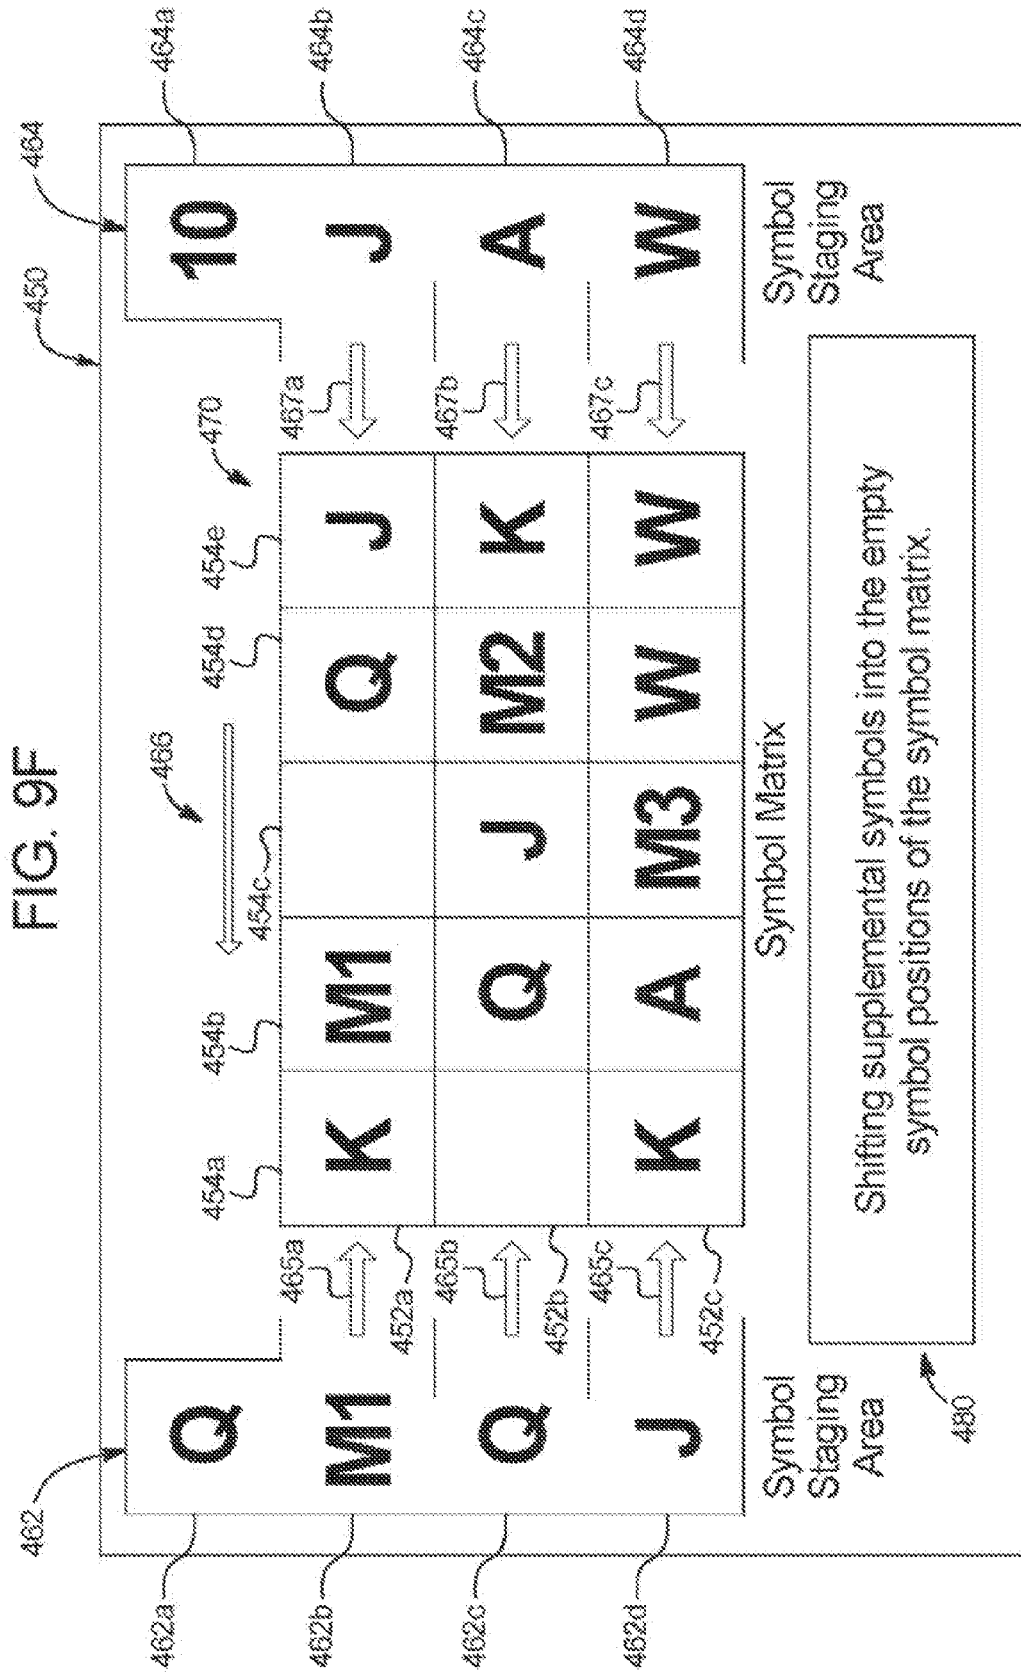 FIG. 9F
450
462
464
466
470
462a
Q
10
464a
454a
454b
454c
454d
454e
462b
M1
465a
K
M1
Q
J
467a
J
464b
452a
462c
Q
465b
Q
J
M2
K
467b
A
464c
452b
462d
J
465c
K
A
M3
W
W
467c
W
464d
452c
Symbol
Staging
Area
Symbol Matrix
Symbol
Staging
Area
480
Shifting supplemental symbols into the empty
symbol positions of the symbol matrix.